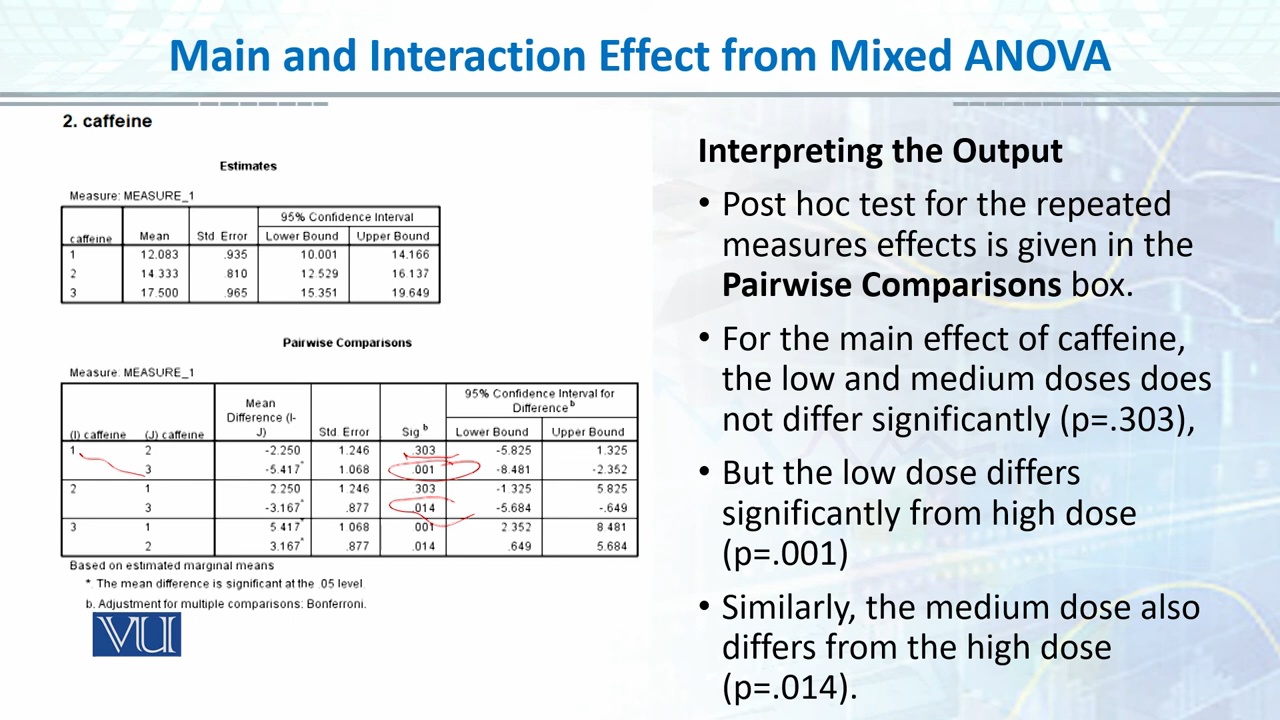 Main and Interaction Effect from Mixed ANOVA
2. caffeine
Estimates
Measure: MEASURE_1
95% Confidence Interval
caffeine Mean Std. Error Lower Bound Upper Bound
1 12.083 .935 10.001 14.166
2 14.333 .810 12.529 16.137
3 17.500 .965 15.351 19.649
Pairwise Comparisons
Measure: MEASURE_1
95% Confidence Interval for
Mean Difference b
Difference (I-
(I) caffeine (J) caffeine J) Std. Error Sig b Lower Bound Upper Bound
1 2 -2.250 1.246 .303 -5.825 1.325
3 -5.417* 1.068 .001 -8.481 -2.352
2 1 2.250 1.246 .303 -1.325 5.825
3 -3.167* .877 .014 -5.684 -.649
3 1 5.417* 1.068 .001 2.352 8.481
2 3.167* .877 .014 .649 5.684
Based on estimated marginal means
* The mean difference is significant at the .05 level.
b. Adjustment for multiple comparisons: Bonferroni.
VU
Interpreting the Output
• Post hoc test for the repeated
measures effects is given in the
Pairwise Comparisons box.
• For the main effect of caffeine,
the low and medium doses does
not differ significantly (p=.303),
• But the low dose differs
significantly from high dose
(p=.001)
• Similarly, the medium dose also
differs from the high dose
(p=.014).